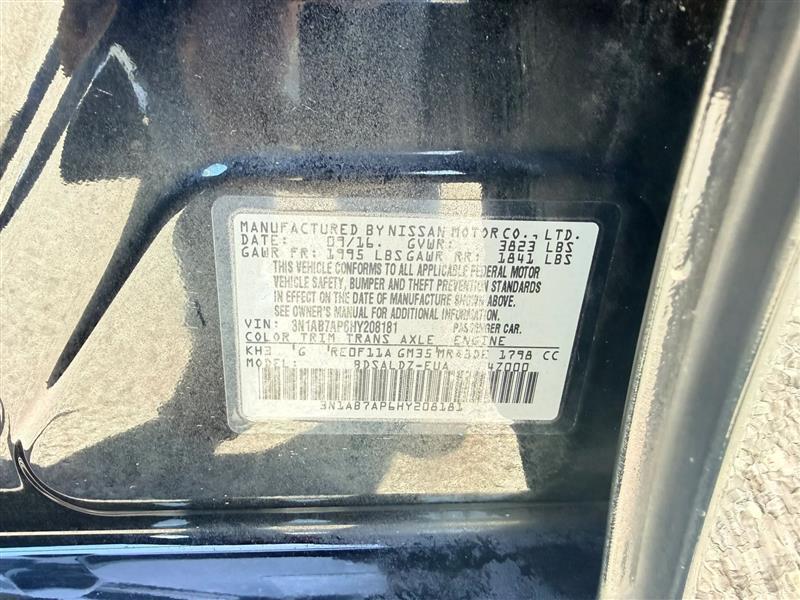 MANUFACTURED BY NISSAN MOTOR CO., LTD.
DATE: 09/16. GVWR: 3823 LBS
GAWR FR: 1995 LBS GAWR RR: 1841 LBS
THIS VEHICLE CONFORMS TO ALL APPLICABLE FEDERAL MOTOR
VEHICLE SAFETY, BUMPER AND THEFT PREVENTION STANDARDS
IN EFFECT ON THE DATE OF MANUFACTURE SHOWN ABOVE.
SEE OWNER'S MANUAL FOR ADDITIONAL INFORMATION.
VIN: 3N1AB7AP6HY208181 PASSENGER CAR.
COLOR TRIM TRANS AXLE ENGINE
KH3 G RE0F11A GM35 MR 1798 CC
BDSALDZ-EUA
3N1AB7AP6HY208181